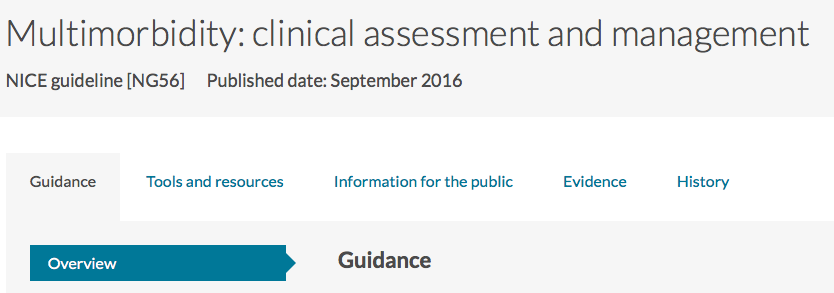 Multimorbidity: clinical assessment and management
NICE guideline [NG56] Published date: September 2016
Guidance Tools and resources Information for the public Evidence History
Overview Guidance